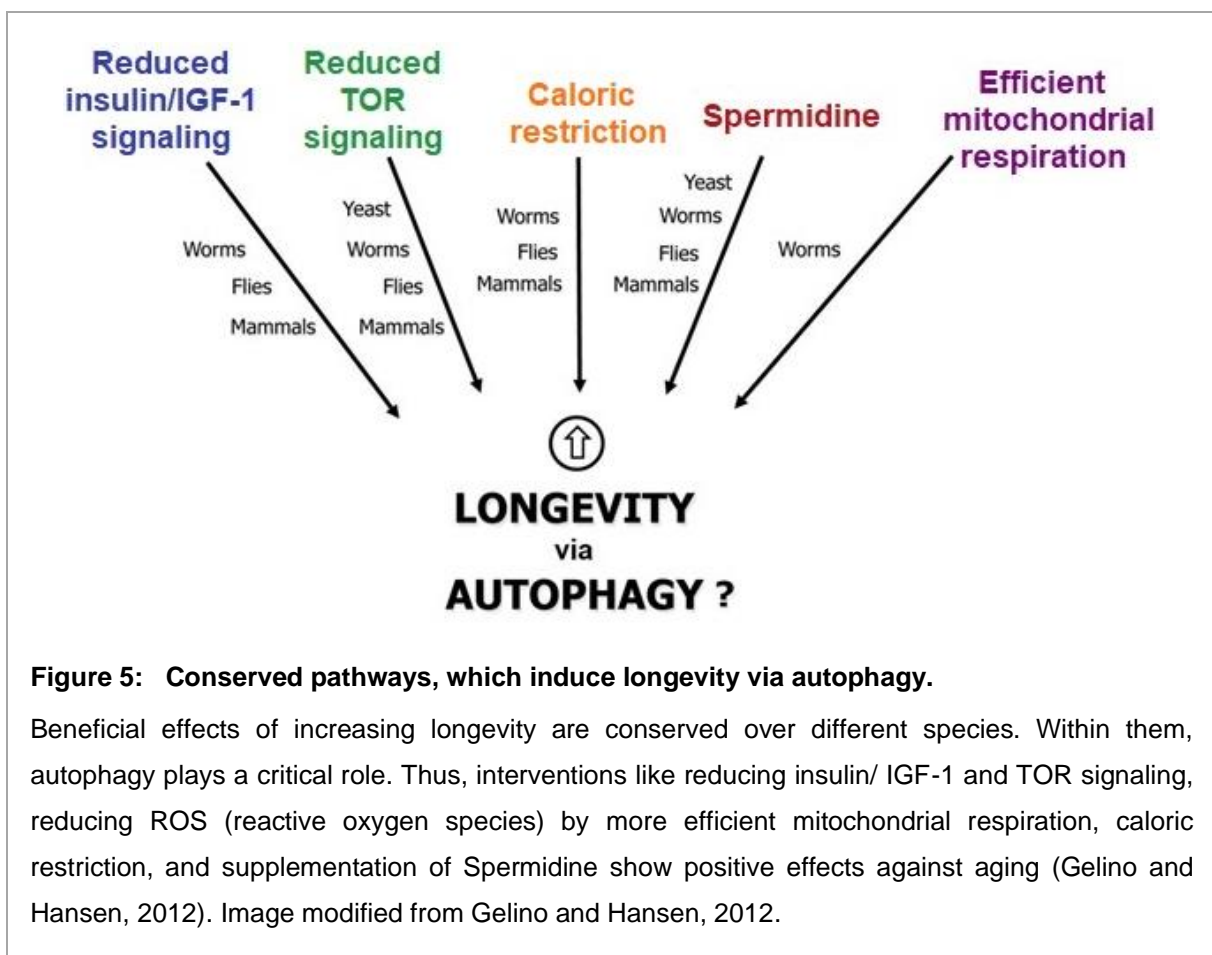 Reduced
insulin/IGF-1
signaling
Reduced
TOR
signaling
Caloric
restriction
Spermidine
Efficient
mitochondrial
respiration
Worms
Flies
Mammals
Yeast
Worms
Flies
Mammals
Worms
Flies
Mammals
Yeast
Worms
Flies
Mammals
Worms
LONGEVITY
via
AUTOPHAGY ?
Figure 5: Conserved pathways, which induce longevity via autophagy.
Beneficial effects of increasing longevity are conserved over different species. Within them,
autophagy plays a critical role. Thus, interventions like reducing insulin/ IGF-1 and TOR signaling,
reducing ROS (reactive oxygen species) by more efficient mitochondrial respiration, caloric
restriction, and supplementation of Spermidine show positive effects against aging (Gelino and
Hansen, 2012). Image modified from Gelino and Hansen, 2012.